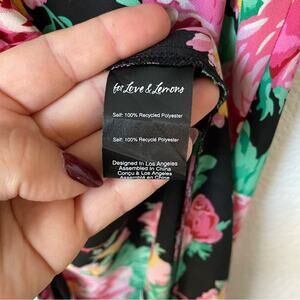 for Love & Lemons
Self: 100% Recycled Polyester
Self: 100% Recyclé Polyester
Designed In Los Angeles
Assembled In China
Conçu à Los Angeles
Assemblé en Chine